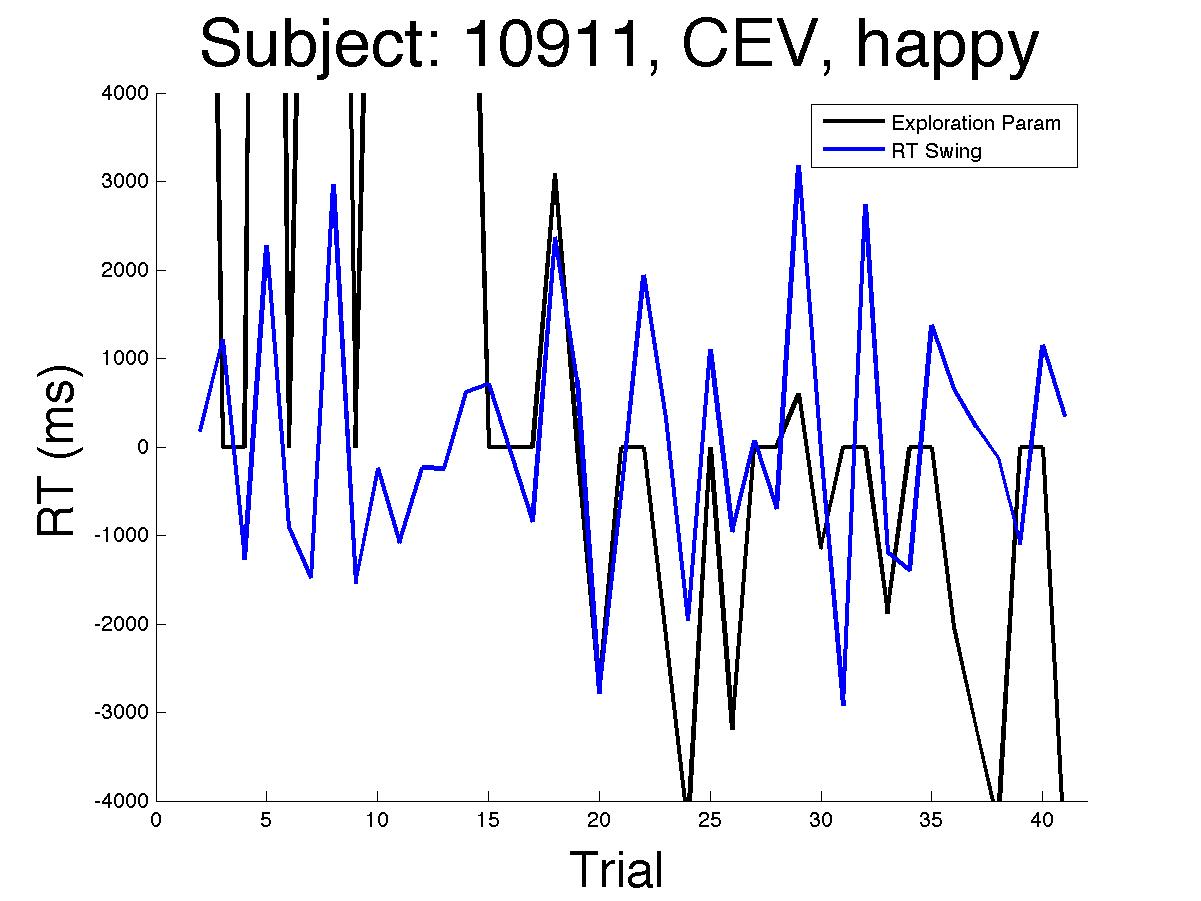 Subject: 10911, CEV, happy
Exploration Param
RT Swing
RT (ms)
4000
3000
2000
1000
0
-1000
-2000
-3000
-4000
0 5 10 15 20 25 30 35 40
Trial